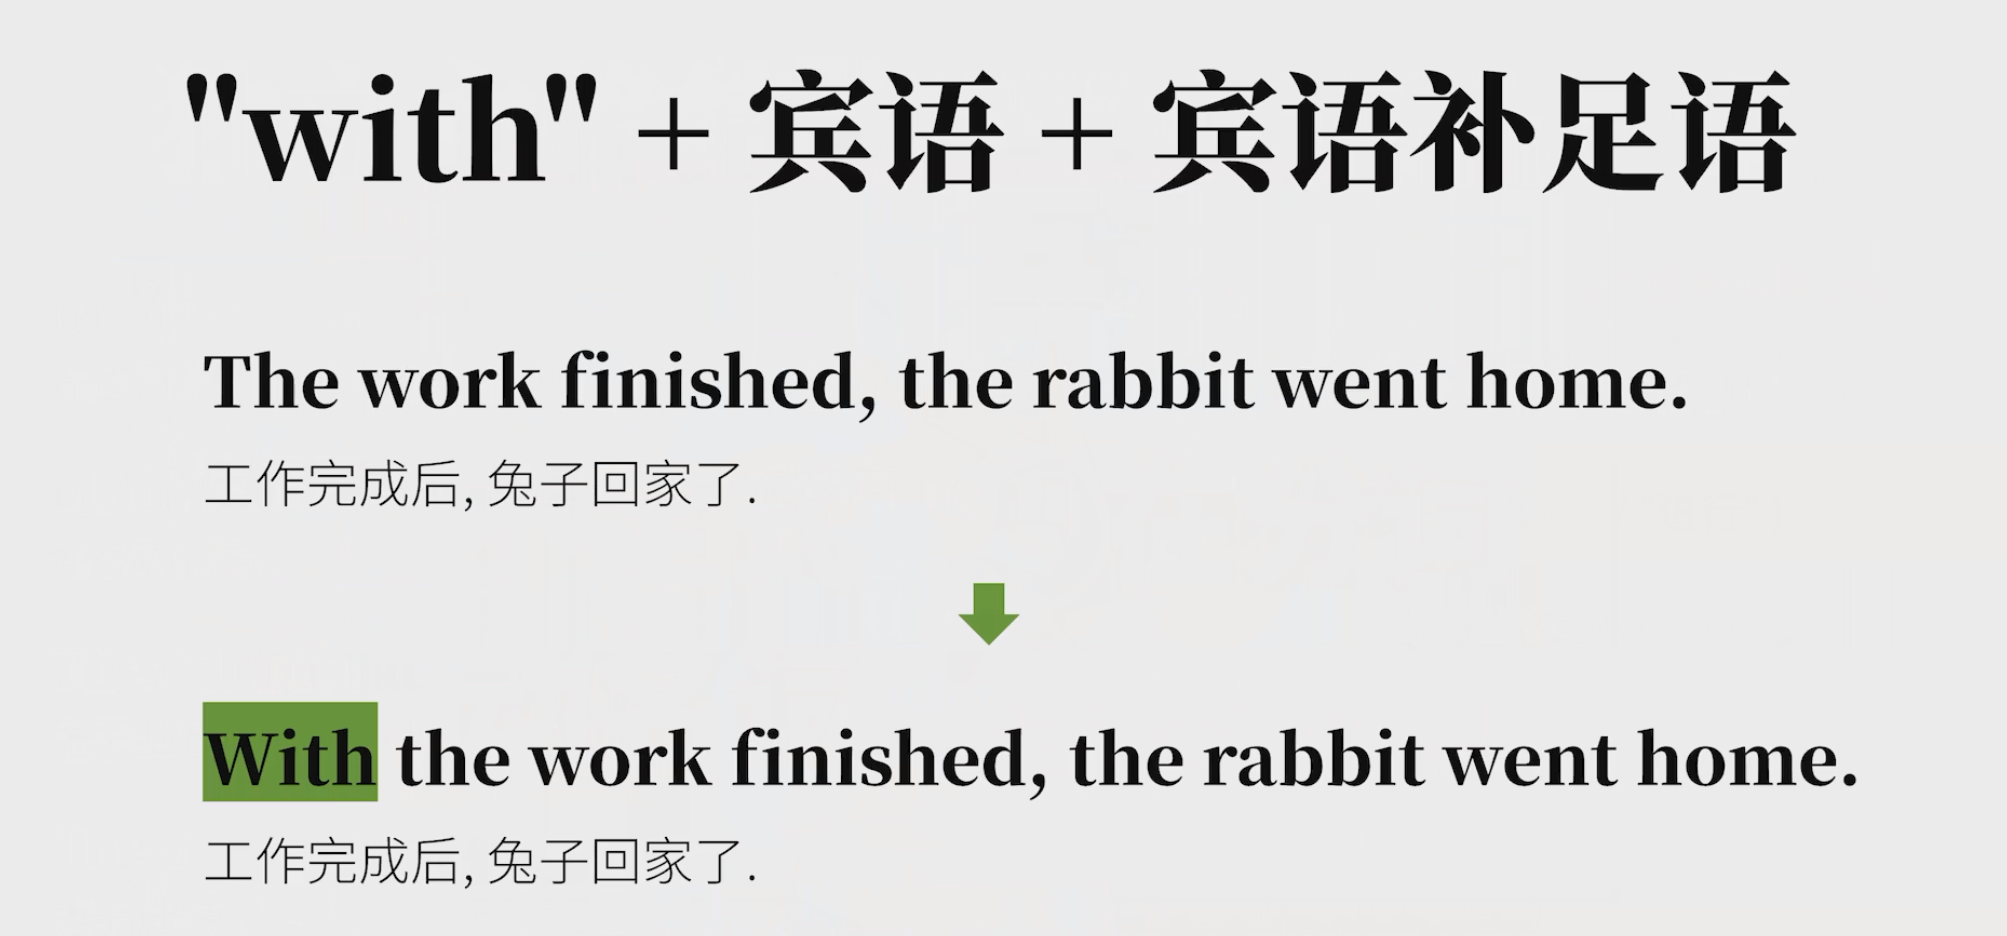 "with" + 宾语 + 宾语补足语
The work finished, the rabbit went home.
工作完成后, 兔子回家了.
With the work finished, the rabbit went home.
工作完成后, 兔子回家了.